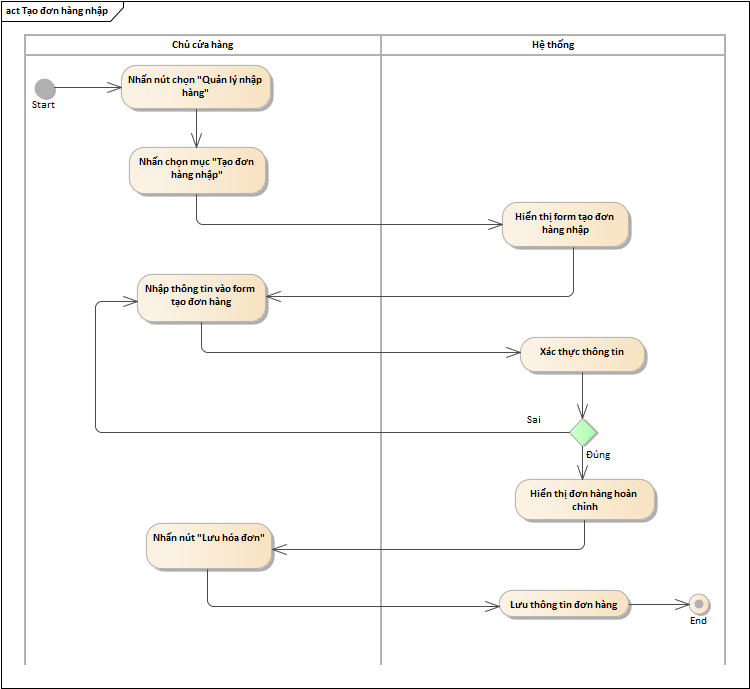 act Tạo đơn hàng nhập
Chủ cửa hàng
Hệ thống
Start
Nhấn nút chọn "Quản lý nhập
hàng"
Nhấn chọn mục "Tạo đơn
hàng nhập"
Hiển thị form tạo đơn
hàng nhập
Nhập thông tin vào form
tạo đơn hàng
Xác thực thông tin
Sai
Đúng
Hiển thị đơn hàng hoàn
chỉnh
Nhấn nút "Lưu hóa đơn"
Lưu thông tin đơn hàng
End